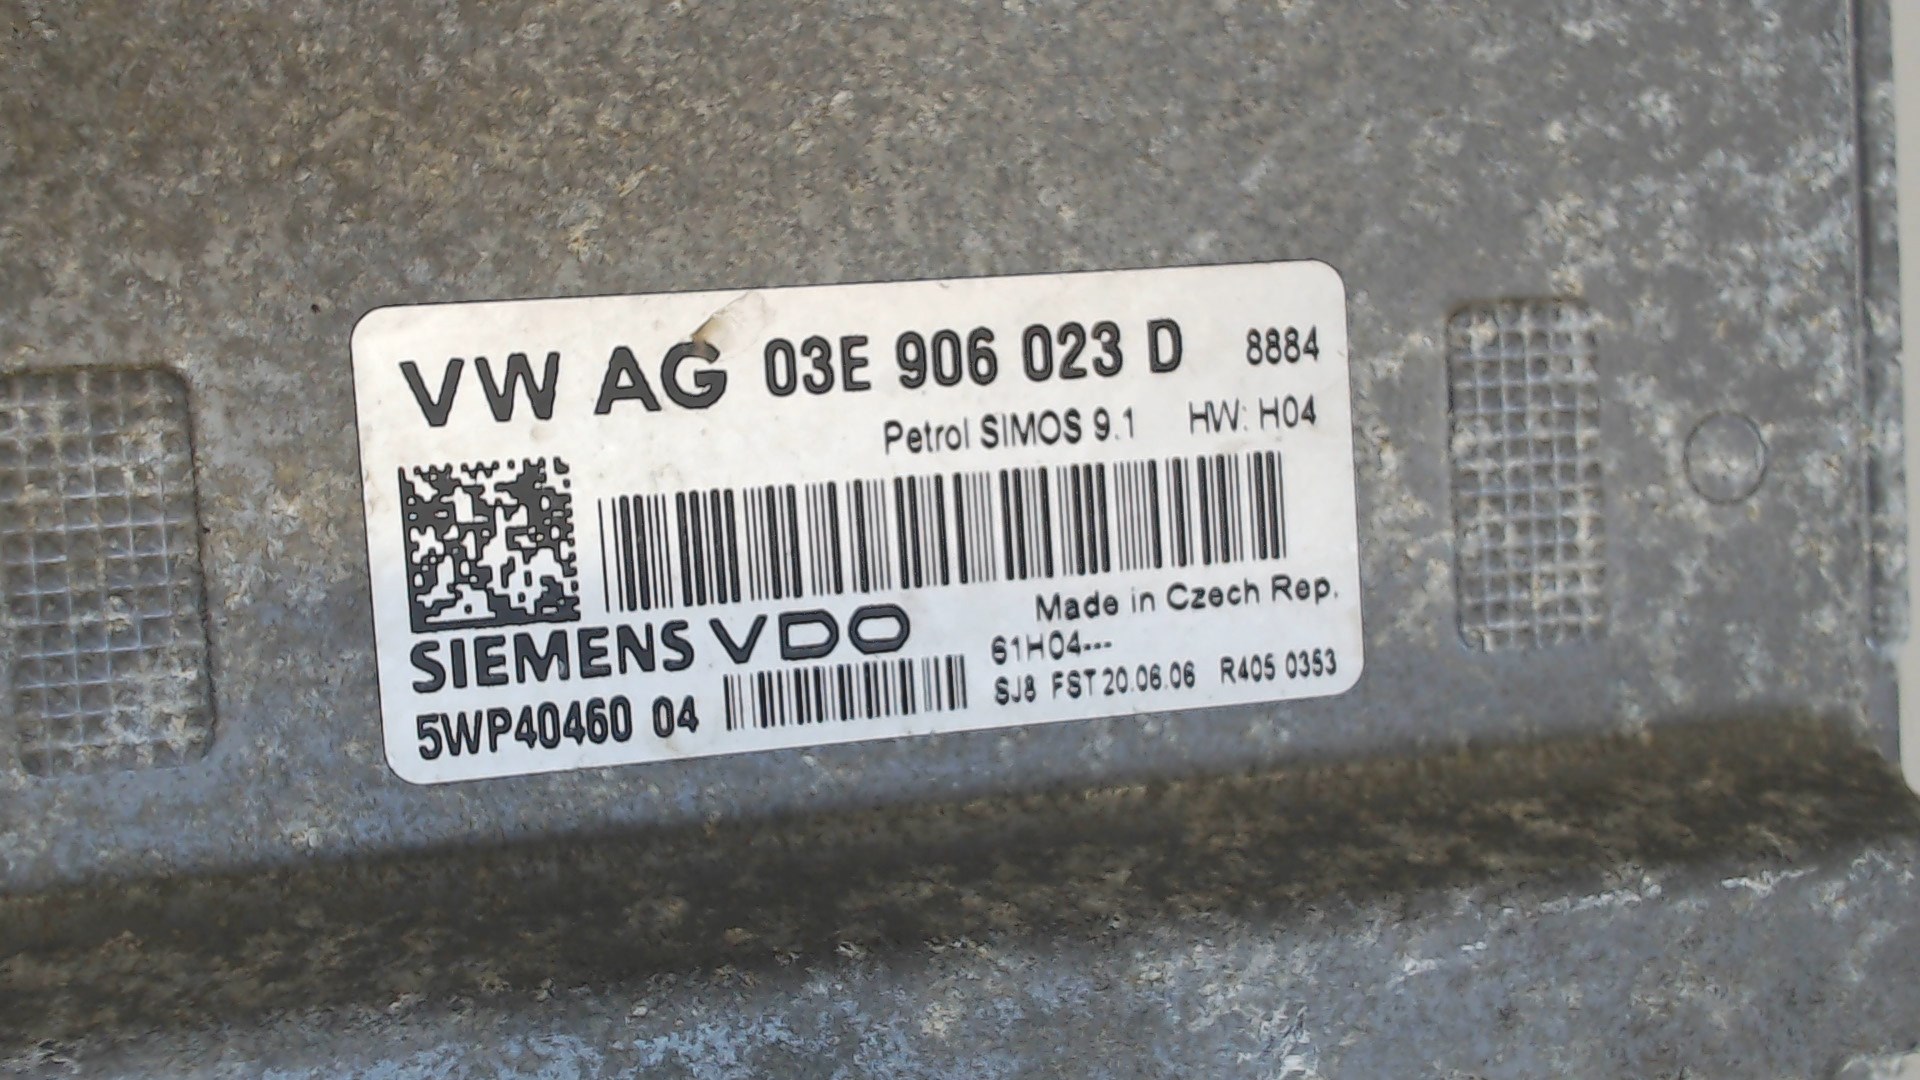 VW AG 03E 906 023 D 8884
Petrol SIMOS 9.1 HW: H04
Made in Czech Rep.
SIEMENS VDO
61H04---
SJ8 FST 20.06.06 R405 0353
5WP40460 04